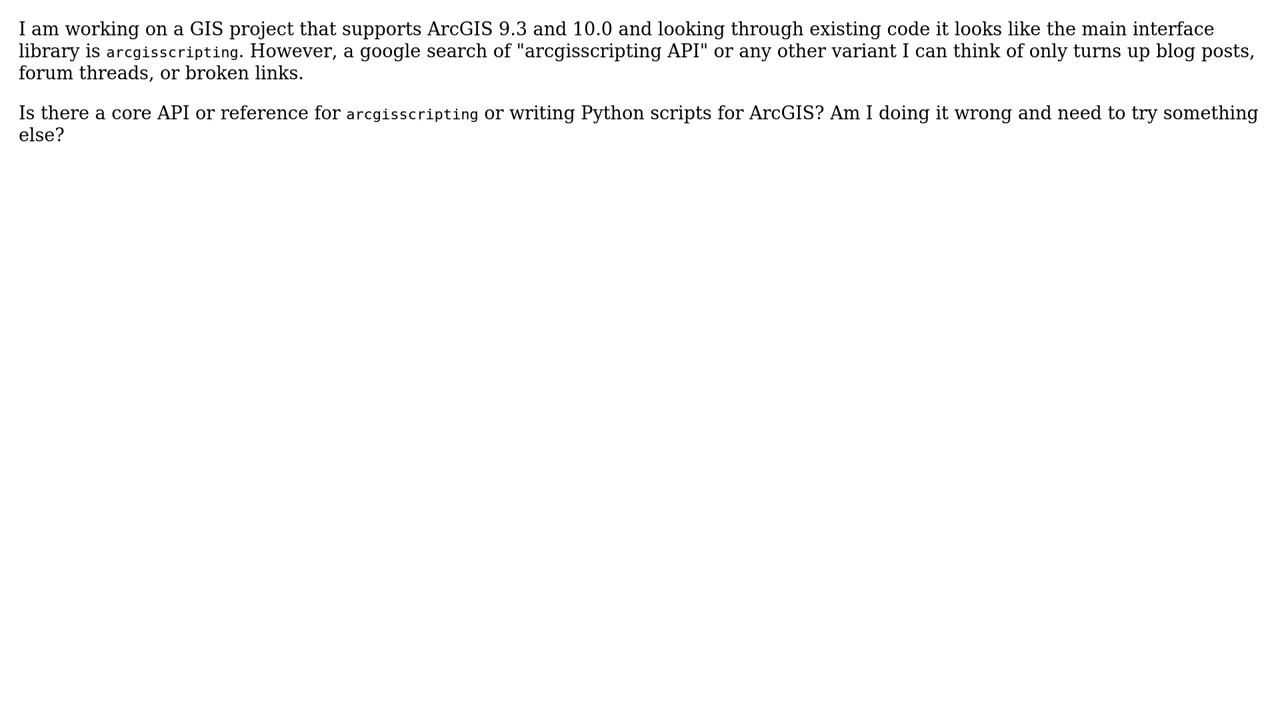 I am working on a GIS project that supports ArcGIS 9.3 and 10.0 and looking through existing code it looks like the main interface
library is arcgisscripting. However, a google search of "arcgisscripting API" or any other variant I can think of only turns up blog posts,
forum threads, or broken links.
Is there a core API or reference for arcgisscripting or writing Python scripts for ArcGIS? Am I doing it wrong and need to try something
else?